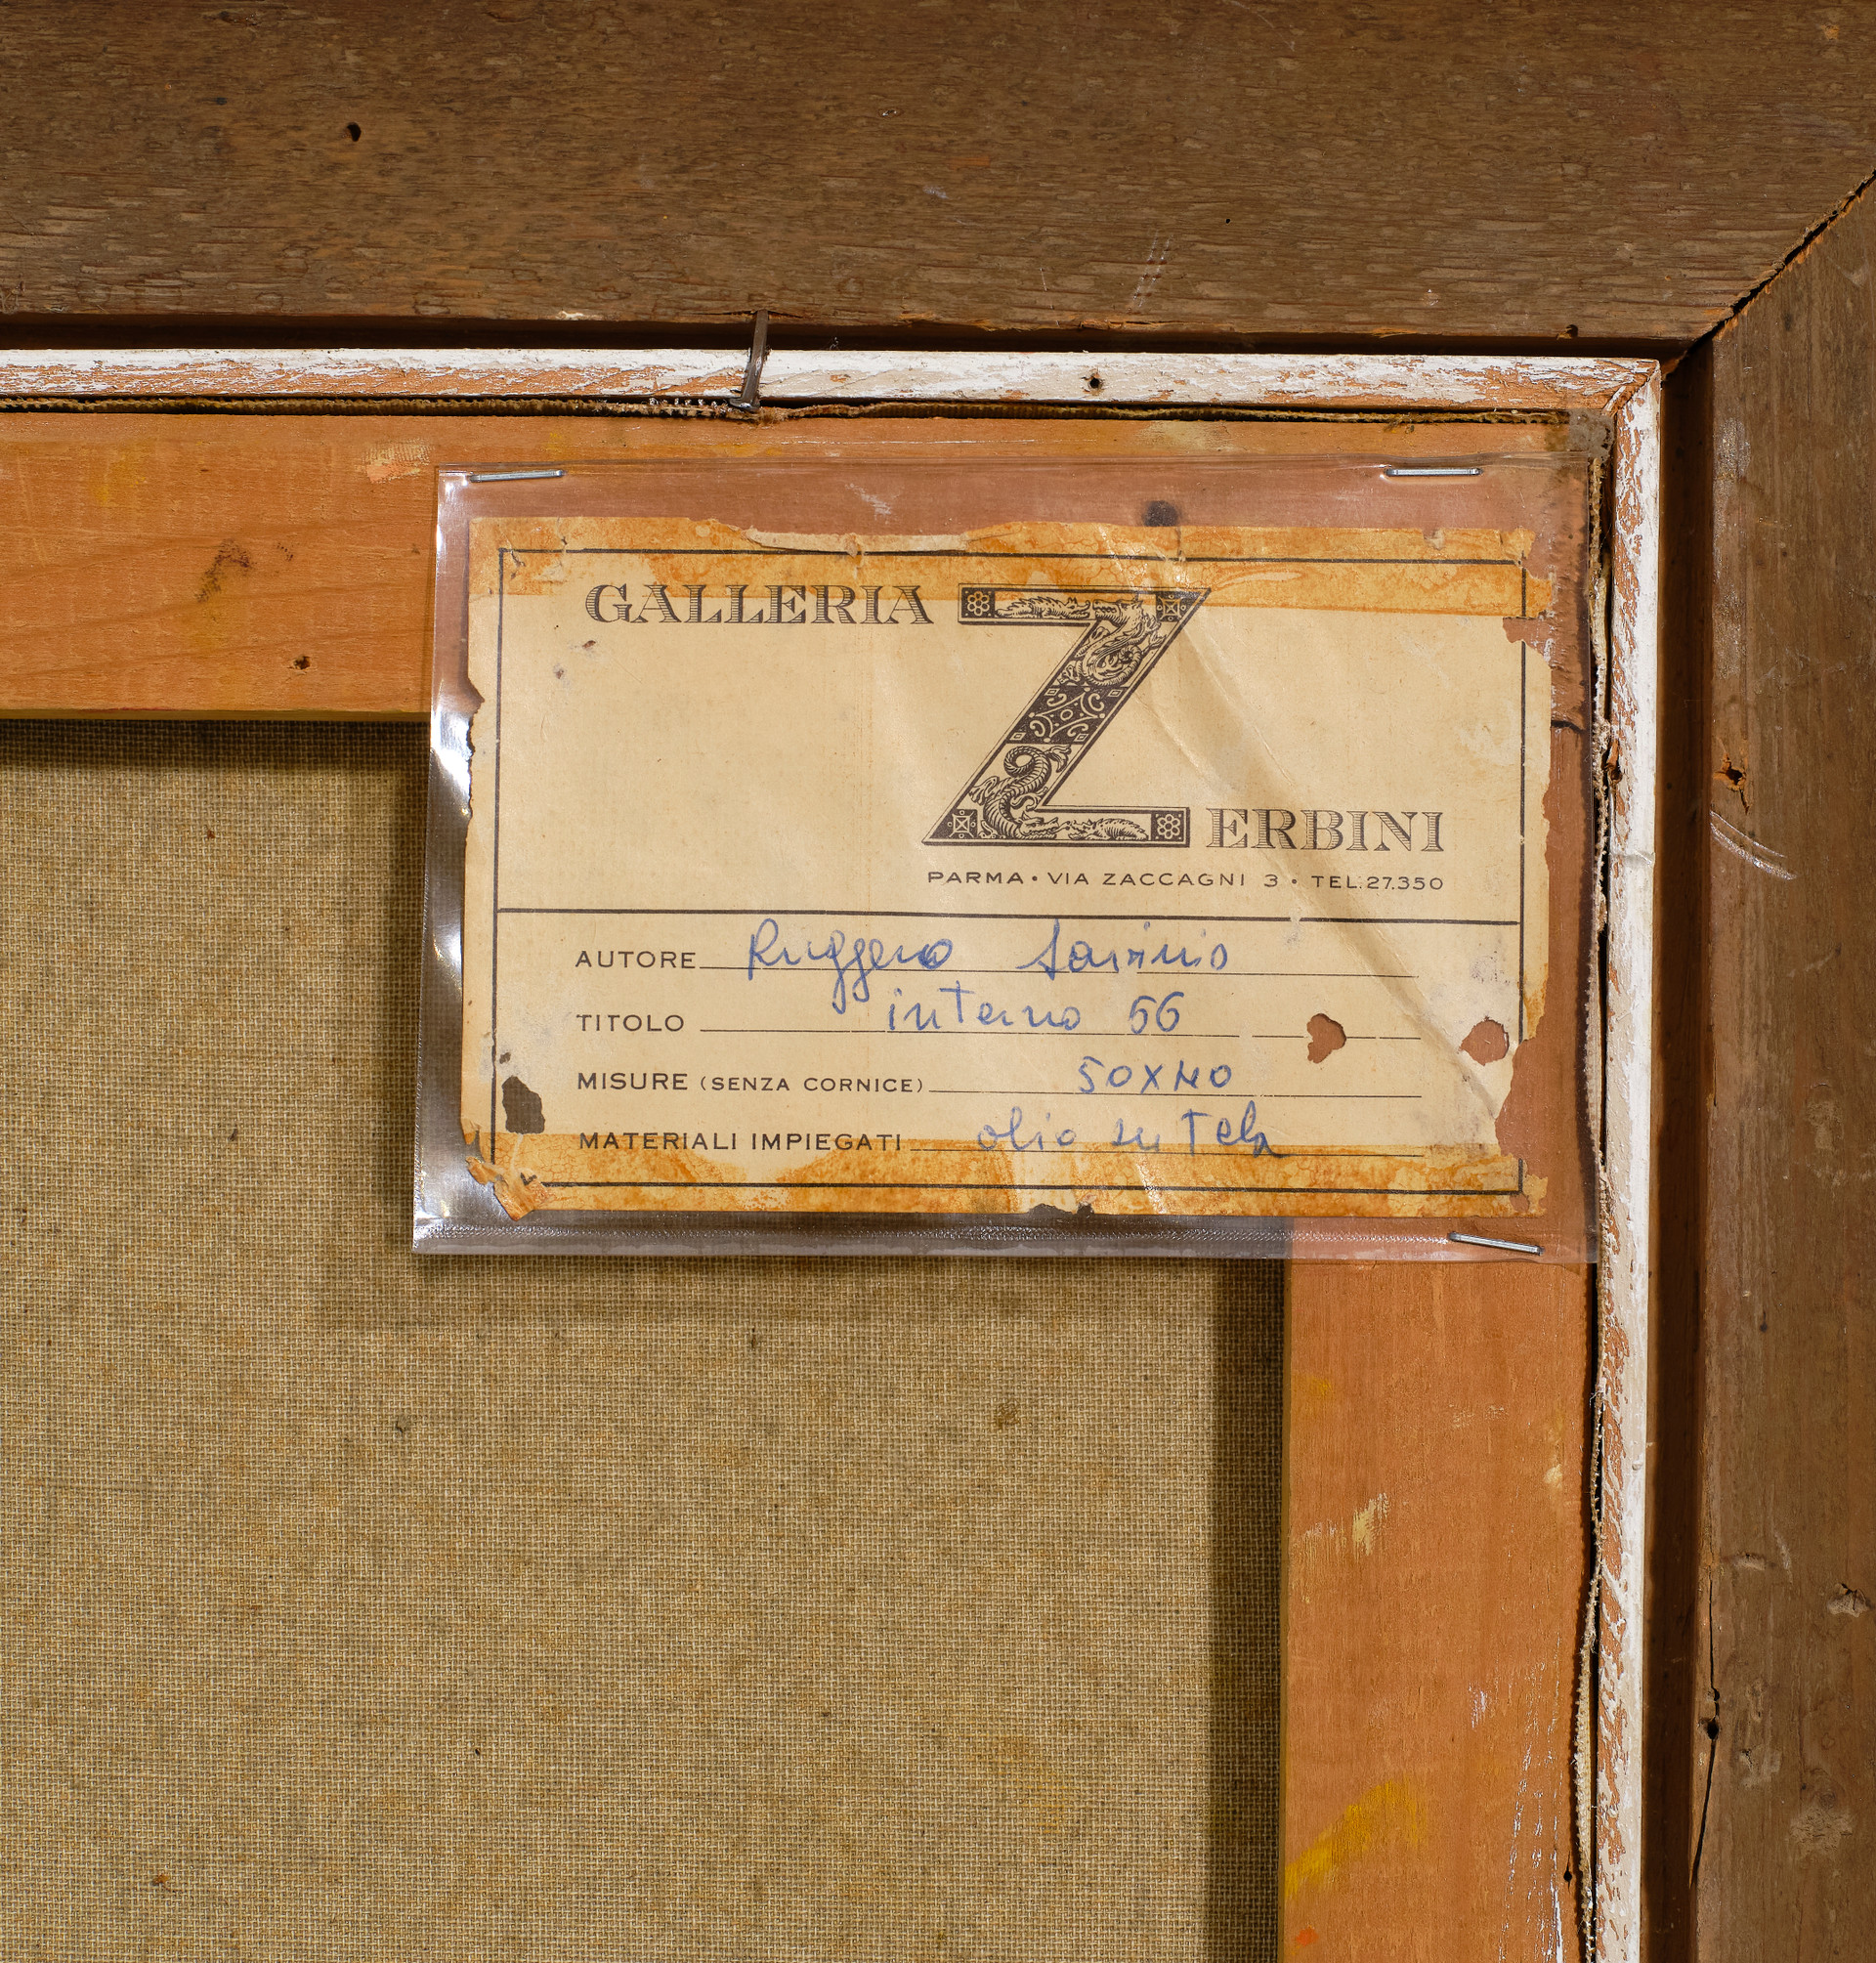 GALLERIA
ZERBINI
PARMA • VIA ZACCAGNI 3 • TEL.27.350
AUTORE Ruggero Savinio
TITOLO interno 56
MISURE (SENZA CORNICE) 50X40
MATERIALI IMPIEGATI olio su tela